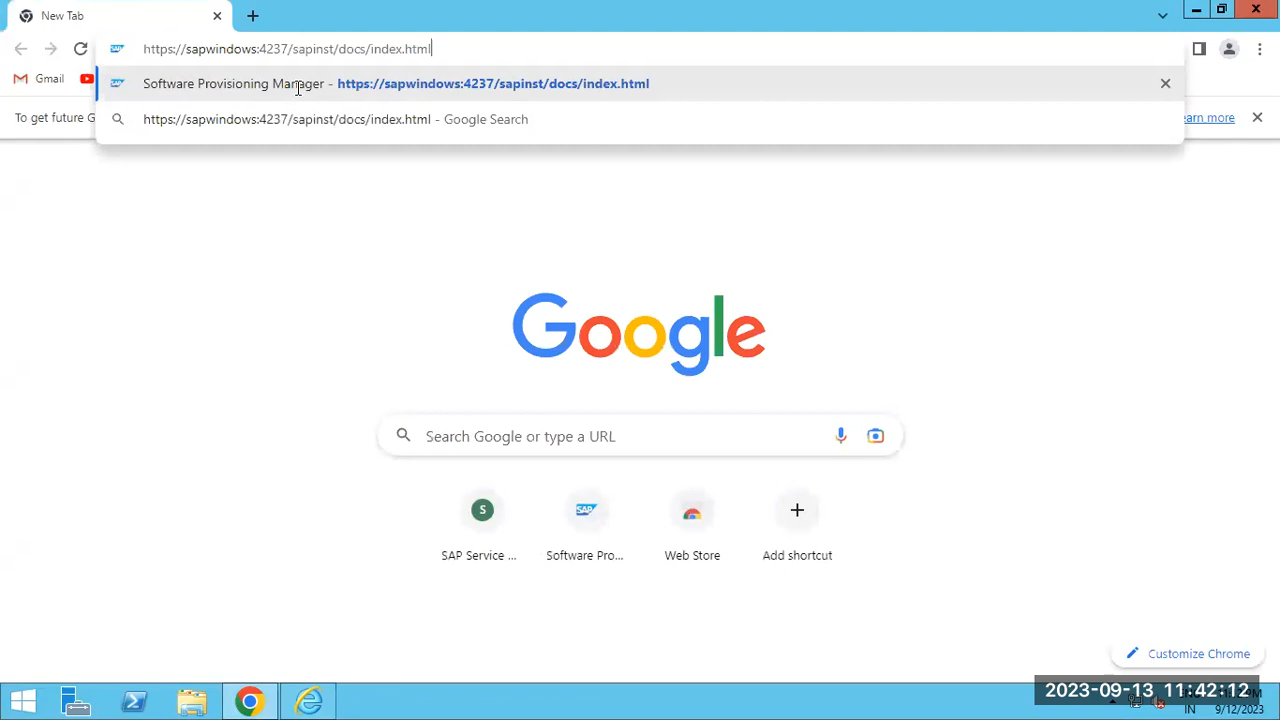 New Tab
https://sapwindows:4237/sapinst/docs/index.html
Software Provisioning Manager - https://sapwindows:4237/sapinst/docs/index.html
Gmail
https://sapwindows:4237/sapinst/docs/index.html - Google Search
To get future G
earn more
Google
Search Google or type a URL
S
SAP
SAP Service ...
Software Pro...
Web Store
Add shortcut
Customize Chrome
2023-09-13 11:42:12
IN
9/12/2023